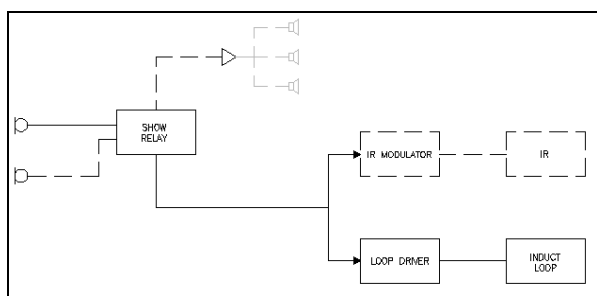 SHOW
RELAY
IR MODULATOR
IR
LOOP DRIVER
INDUCT
LOOP